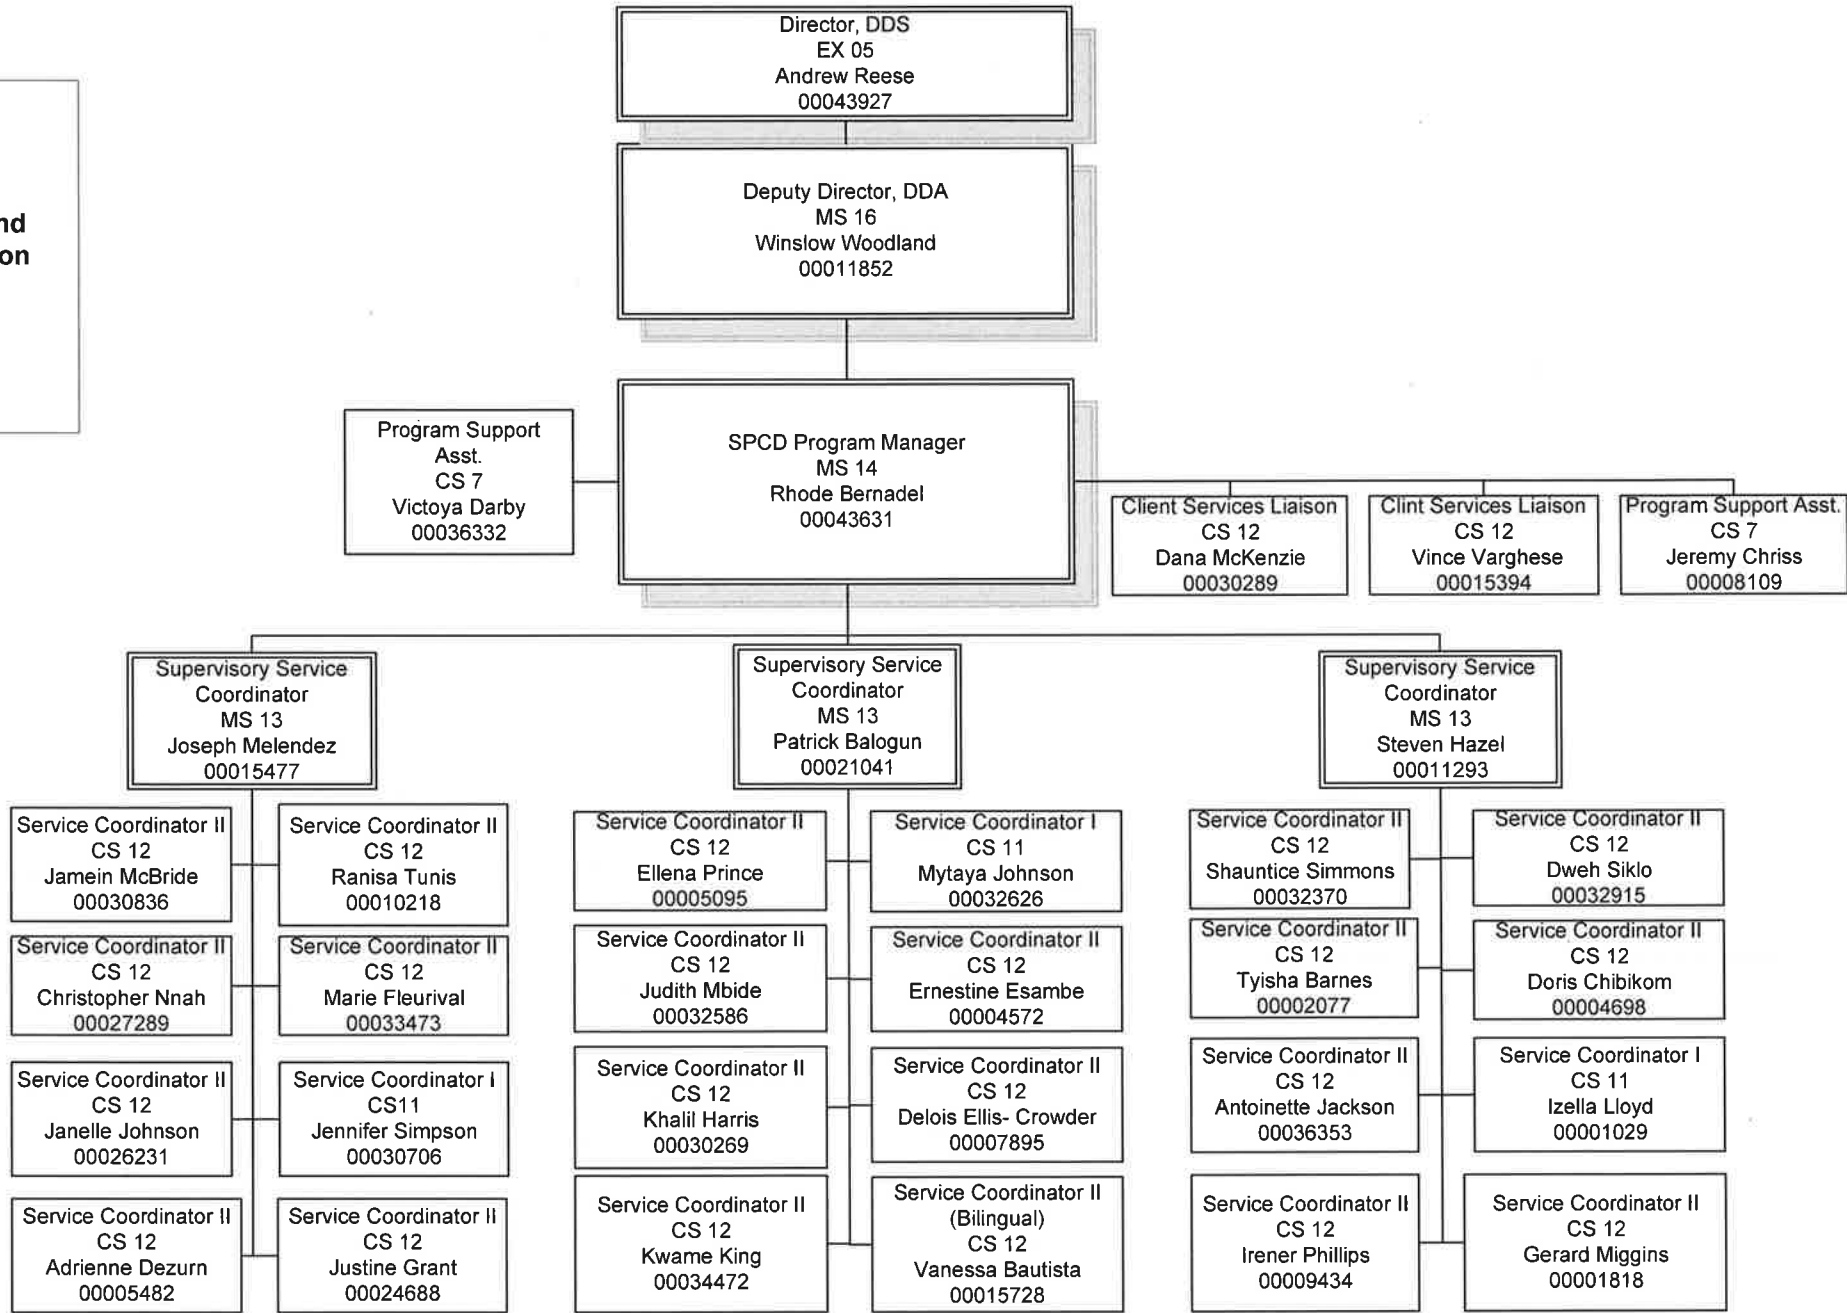 Director, DDS
EX 05
Andrew Reese
00043927
Deputy Director, DDA
MS 16
Winslow Woodland
00011852
SPCD Program Manager
MS 14
Rhode Bernadel
00043631
Program Support
Asst.
CS 7
Victoya Darby
00036332
Client Services Liaison
CS 12
Dana McKenzie
00030289
Clint Services Liaison
CS 12
Vince Varghese
00015394
Program Support Asst.
CS 7
Jeremy Chriss
00008109
Supervisory Service
Coordinator
MS 13
Joseph Melendez
00015477
Supervisory Service
Coordinator
MS 13
Patrick Balogun
00021041
Supervisory Service
Coordinator
MS 13
Steven Hazel
00011293
Service Coordinator II
CS 12
Jamein McBride
00030836
Service Coordinator II
CS 12
Ranisa Tunis
00010218
Service Coordinator II
CS 12
Christopher Nnah
00027289
Service Coordinator II
CS 12
Marie Fleurival
00033473
Service Coordinator II
CS 12
Janelle Johnson
00026231
Service Coordinator I
CS11
Jennifer Simpson
00030706
Service Coordinator II
CS 12
Adrienne Dezurn
00005482
Service Coordinator II
CS 12
Justine Grant
00024688
Service Coordinator II
CS 12
Ellena Prince
00005095
Service Coordinator I
CS 11
Mytaya Johnson
00032626
Service Coordinator II
CS 12
Judith Mbide
00032586
Service Coordinator II
CS 12
Ernestine Esambe
00004572
Service Coordinator II
CS 12
Khalil Harris
00030269
Service Coordinator II
CS 12
Delois Ellis- Crowder
00007895
Service Coordinator II
CS 12
Kwame King
00034472
Service Coordinator II
(Bilingual)
CS 12
Vanessa Bautista
00015728
Service Coordinator II
CS 12
Shauntice Simmons
00032370
Service Coordinator II
CS 12
Dweh Siklo
00032915
Service Coordinator II
CS 12
Tyisha Barnes
00002077
Service Coordinator II
CS 12
Doris Chibikom
00004698
Service Coordinator II
CS 12
Antoinette Jackson
00036353
Service Coordinator I
CS 11
Izella Lloyd
00001029
Service Coordinator II
CS 12
Irener Phillips
00009434
Service Coordinator II
CS 12
Gerard Miggins
00001818